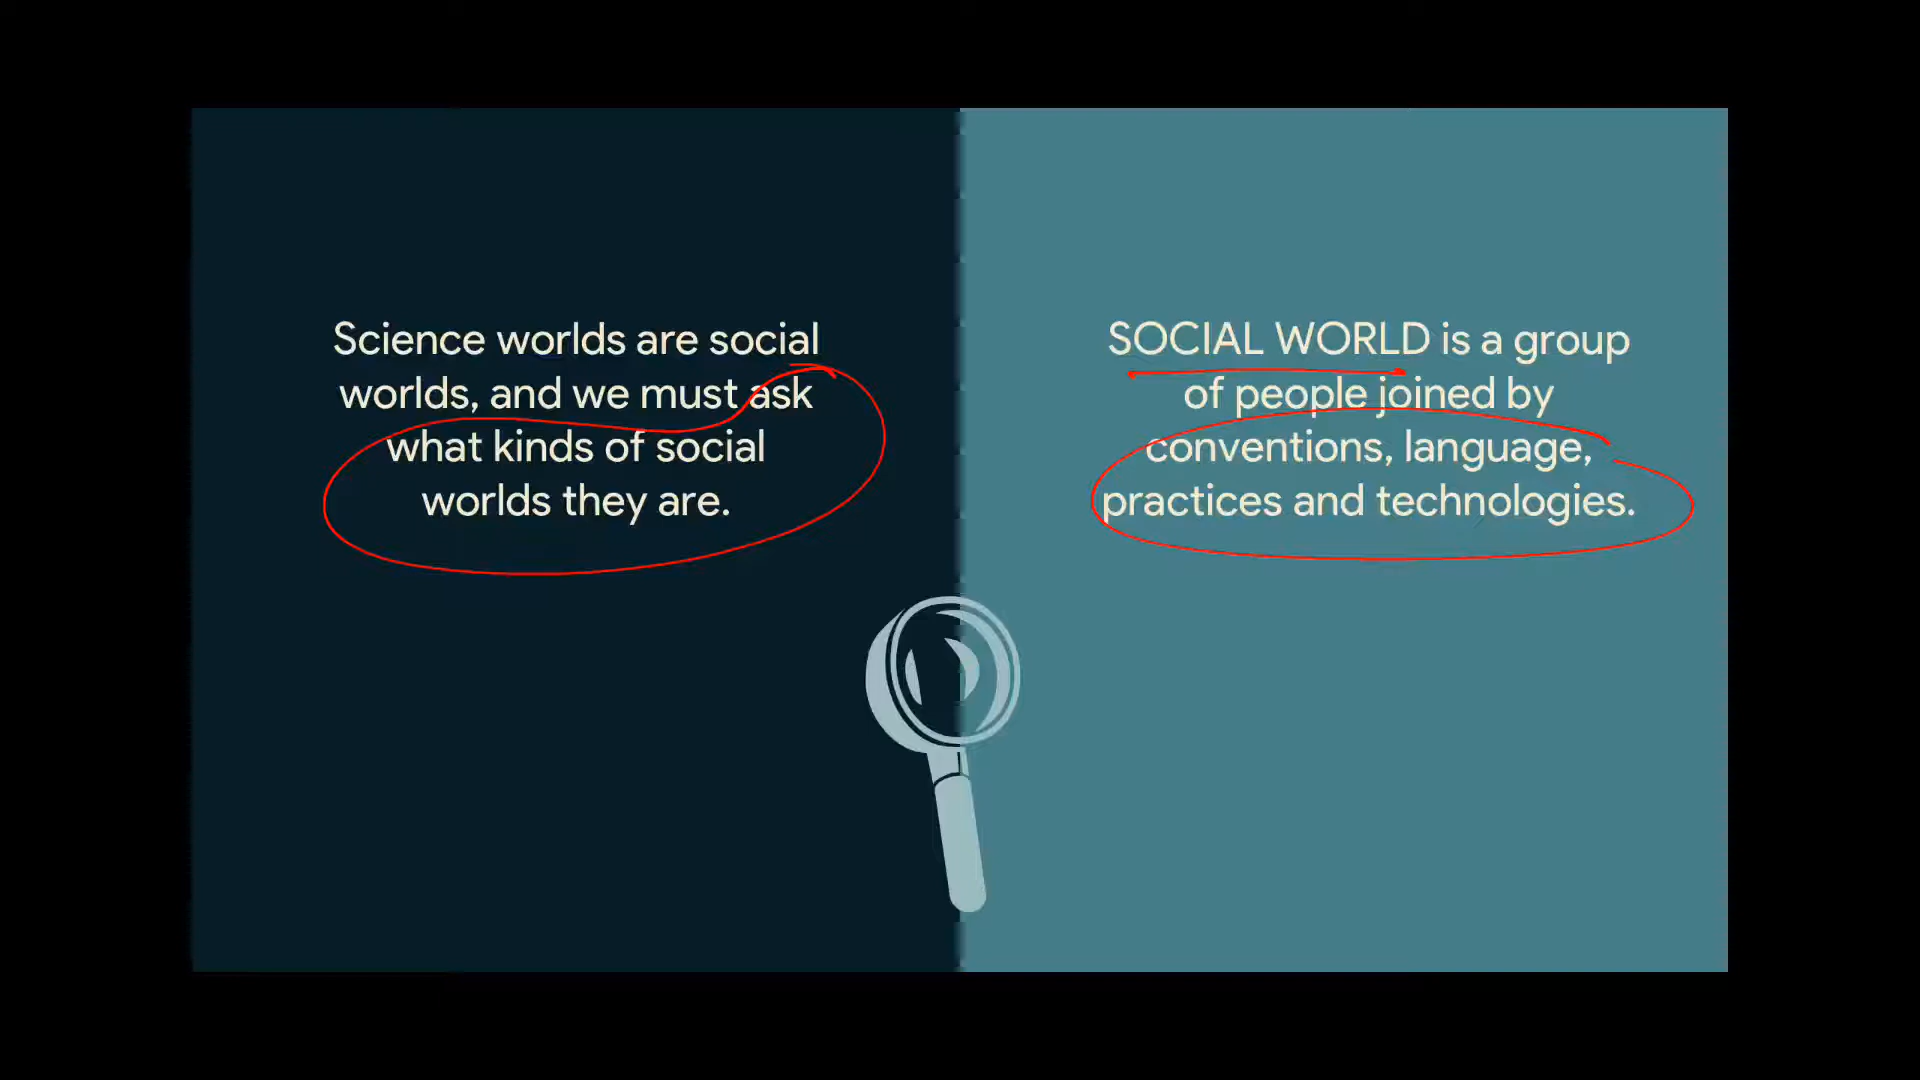 Science worlds are social
worlds, and we must ask
what kinds of social
worlds they are.
SOCIAL WORLD is a group
of people joined by
conventions, language,
practices and technologies.